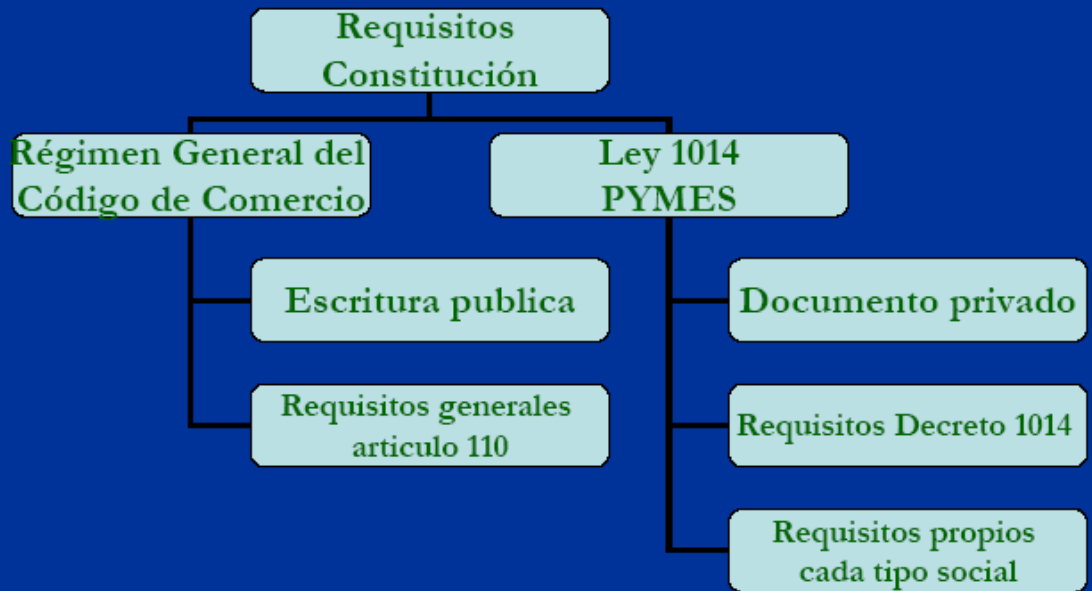 Requisitos
Constitución
Régimen General del
Código de Comercio
Ley 1014
PYMES
Escritura publica
Documento privado
Requisitos generales
articulo 110
Requisitos Decreto 1014
Requisitos propios
cada tipo social